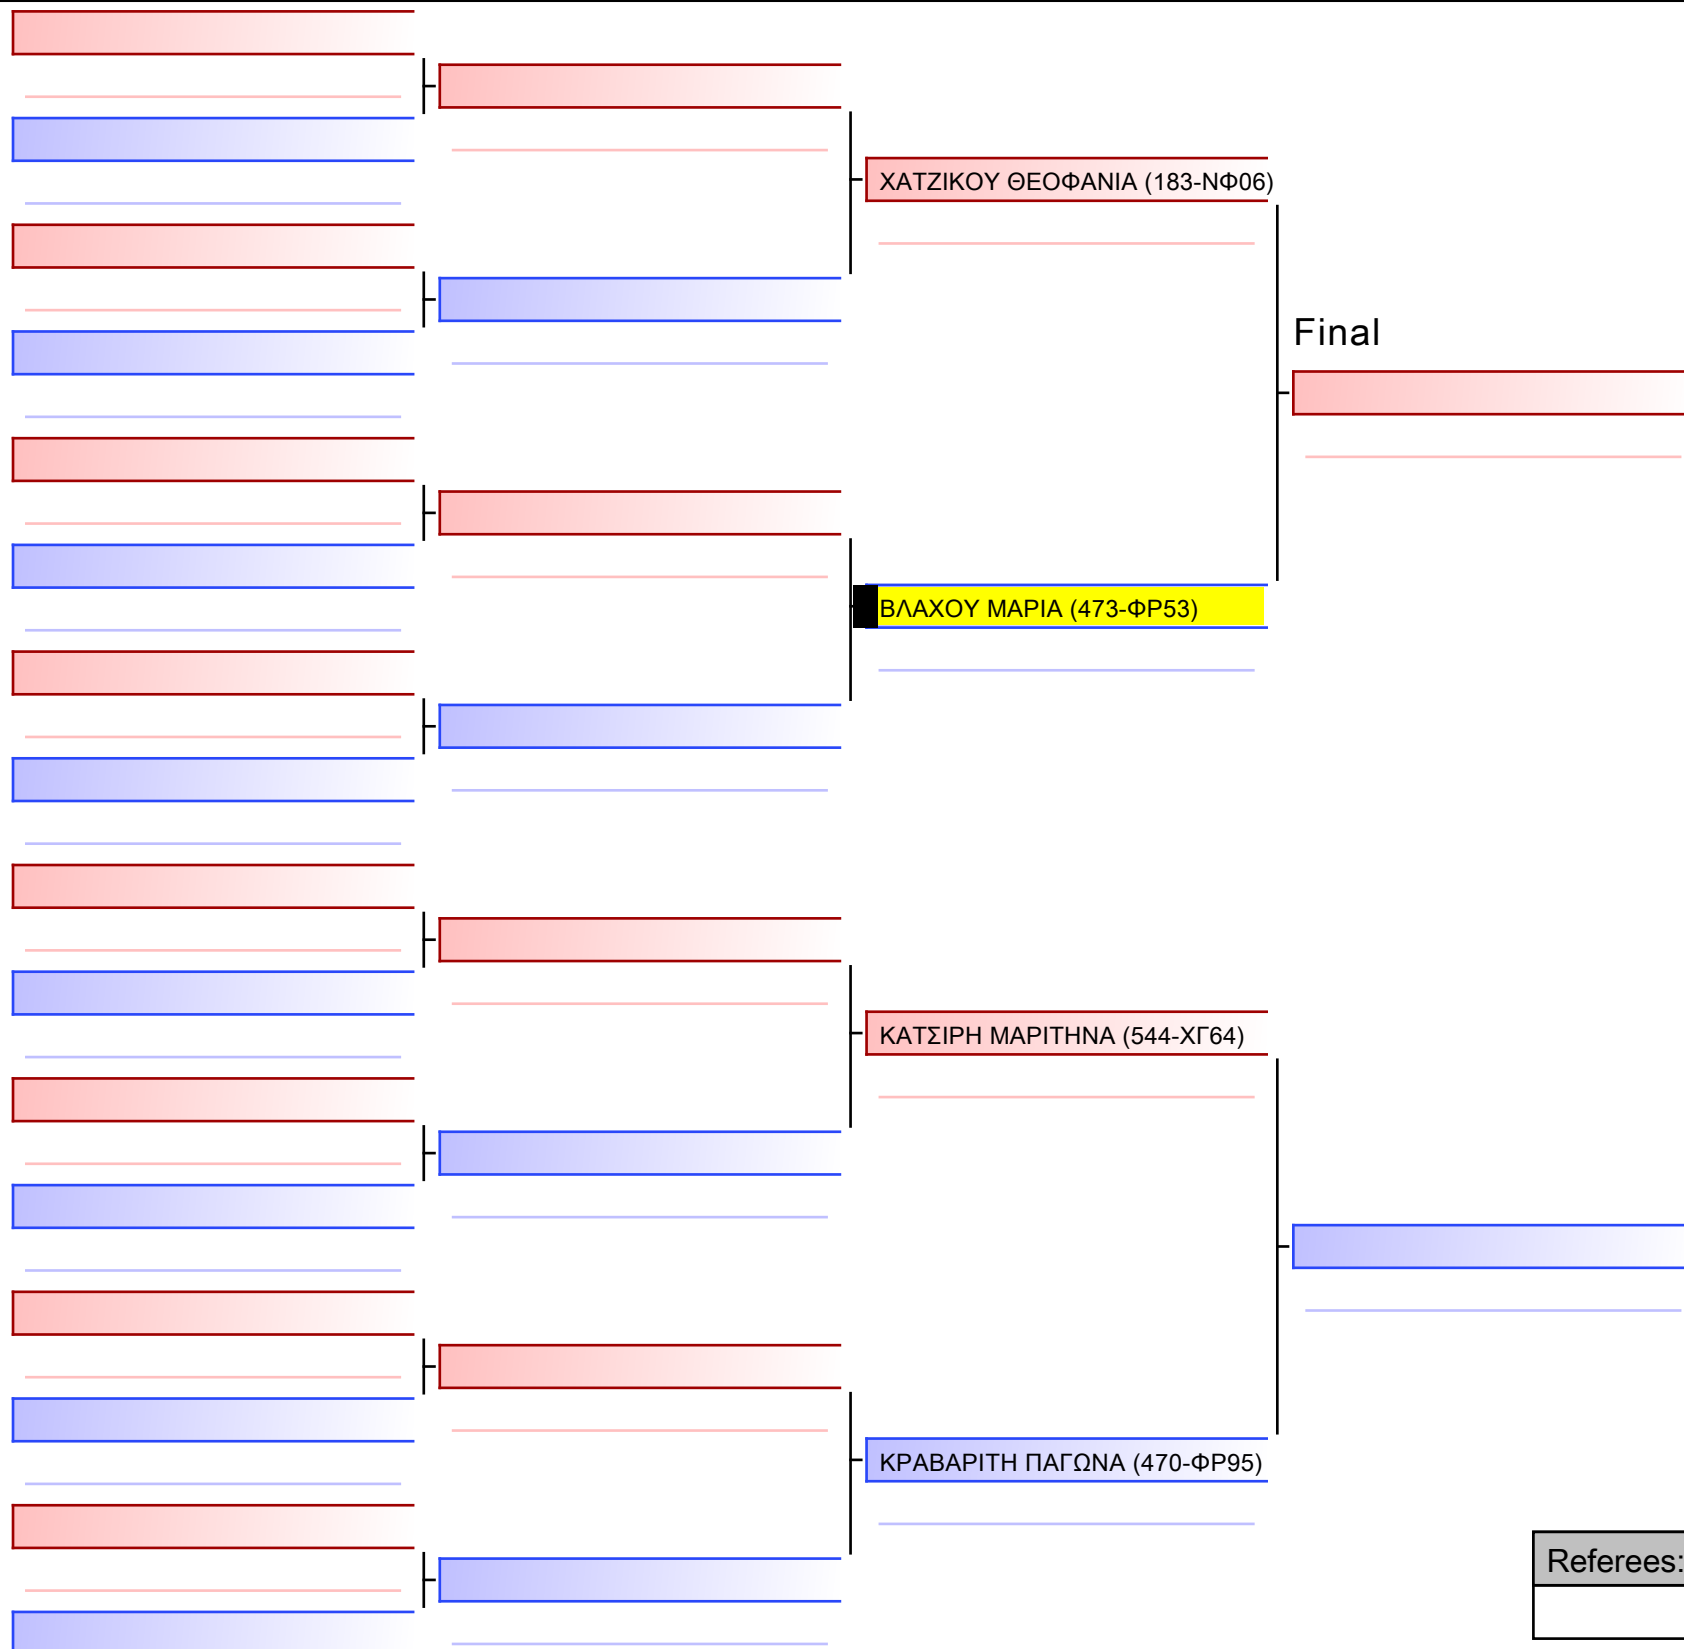 ΧΑΤΖΙΚΟΥ ΘΕΟΦΑΝΙΑ (183-ΝΦ06)
Final
ΒΛΑΧΟΥ ΜΑΡΙΑ (473-ΦΡ53)
ΚΑΤΣΙΡΗ ΜΑΡΙΤΗΝΑ (544-ΧΓ64)
ΚΡΑΒΑΡΙΤΗ ΠΑΓΩΝΑ (470-ΦΡ95)
Referees: